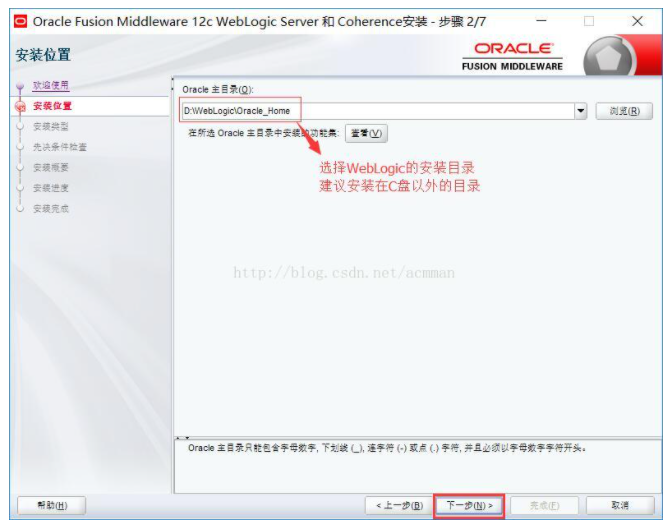 Oracle Fusion Middleware 12c WebLogic Server 和 Coherence安装 - 步骤 2/7
安装位置
ORACLE
FUSION MIDDLEWARE
欢迎使用
安装位置
安装类型
先决条件检查
安装概要
安装进度
安装完成
Oracle 主目录(O):
D:\WebLogic\Oracle_Home
浏览(R)
在所选 Oracle 主目录中安装的功能集: 查看(V)
选择WebLogic的安装目录
建议安装在C盘以外的目录
http://blog.csdn.net/acmman
Oracle 主目录只能包含字母数字, 下划线 (_), 连字符 (-) 或点 (.) 字符, 并且必须以字母数字字符开头。
帮助(H)
< 上一步(B)
下一步(N) >
完成(F)
取消